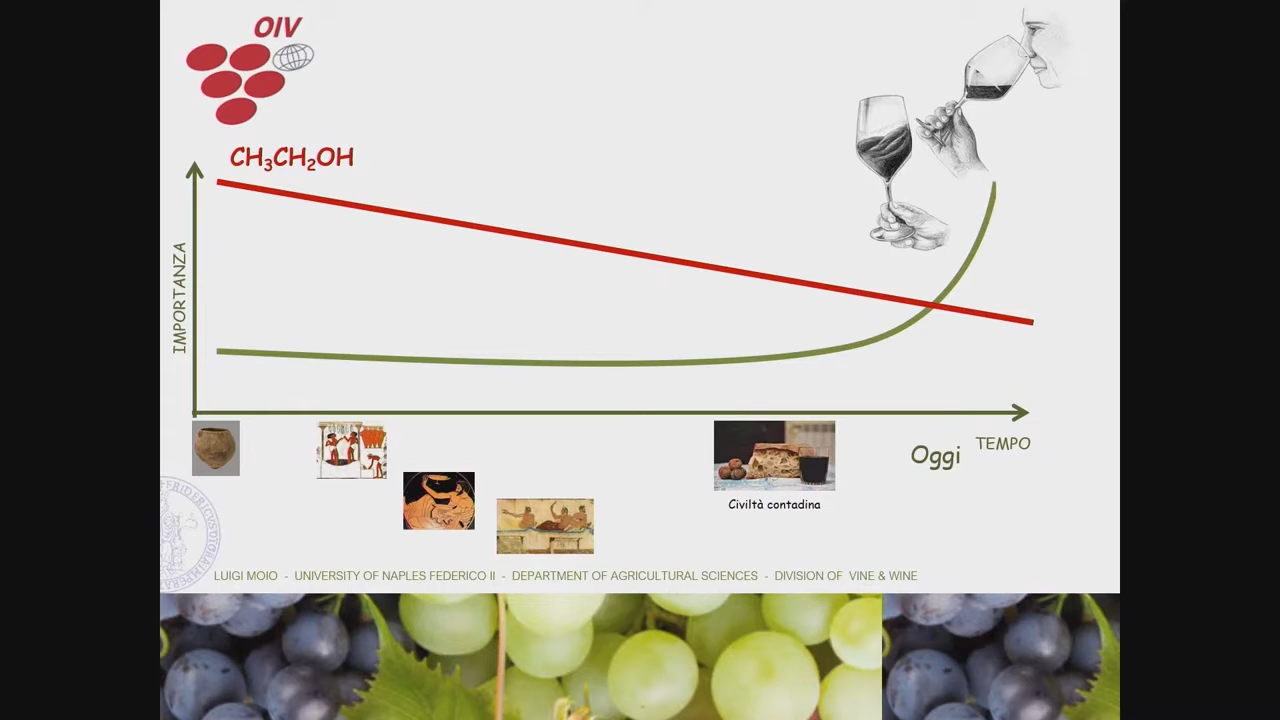 OIV
CH₃CH₂OH
IMPORTANZA
Oggi
TEMPO
Civiltà contadina
LUIGI MOIO - UNIVERSITY OF NAPLES FEDERICO II - DEPARTMENT OF AGRICULTURAL SCIENCES - DIVISION OF VINE & WINE